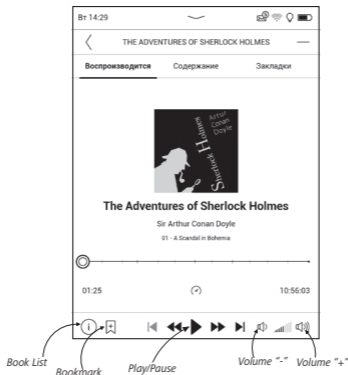 Вт 14:29
THE ADVENTURES OF SHERLOCK HOLMES
Воспроизводится Содержание Закладки
Artur
Conan
Doyle
Sherlock
Holmes
The Adventures of Sherlock Holmes
Sir Arthur Conan Doyle
01 - A Scandal in Bohemia
01:25 10:56:03
Book List Bookmark Play/Pause Volume "-" Volume "+"